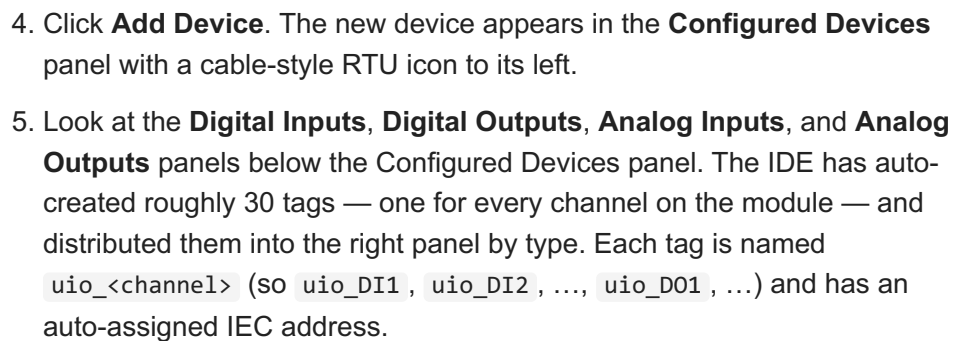 4. Click Add Device. The new device appears in the Configured Devices
panel with a cable-style RTU icon to its left.
5. Look at the Digital Inputs, Digital Outputs, Analog Inputs, and Analog
Outputs panels below the Configured Devices panel. The IDE has auto-
created roughly 30 tags — one for every channel on the module — and
distributed them into the right panel by type. Each tag is named
uio_<channel> (so uio_DI1, uio_DI2, …, uio_DO1, …) and has an
auto-assigned IEC address.